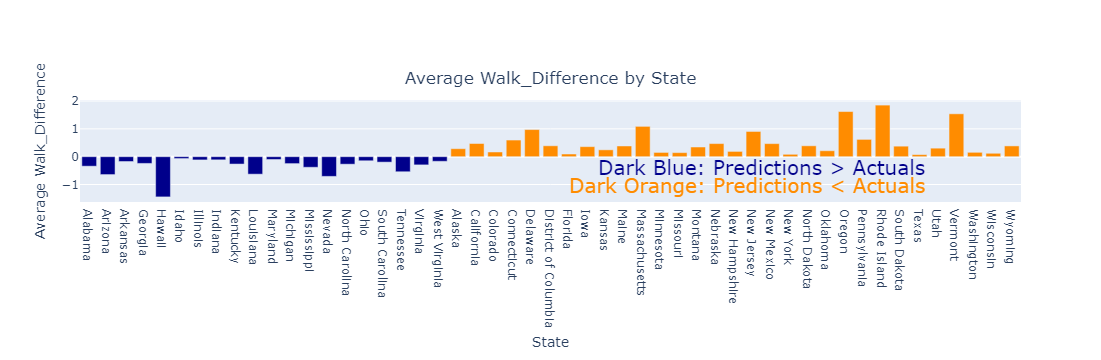 Average Walk_Difference by State
Average Walk_Difference
2
1
0
−1
Dark Blue: Predictions > Actuals
Dark Orange: Predictions < Actuals
Alabama
Arizona
Arkansas
Georgia
Hawaii
Idaho
Illinois
Indiana
Kentucky
Louisiana
Maryland
Michigan
Mississippi
Nevada
North Carolina
Ohio
South Carolina
Tennessee
Virginia
West Virginia
Alaska
California
Colorado
Connecticut
Delaware
District of Columbia
Florida
Iowa
Kansas
Maine
Massachusetts
Minnesota
Missouri
Montana
Nebraska
New Hampshire
New Jersey
New Mexico
New York
North Dakota
Oklahoma
Oregon
Pennsylvania
Rhode Island
South Dakota
Texas
Utah
Vermont
Washington
Wisconsin
Wyoming
State